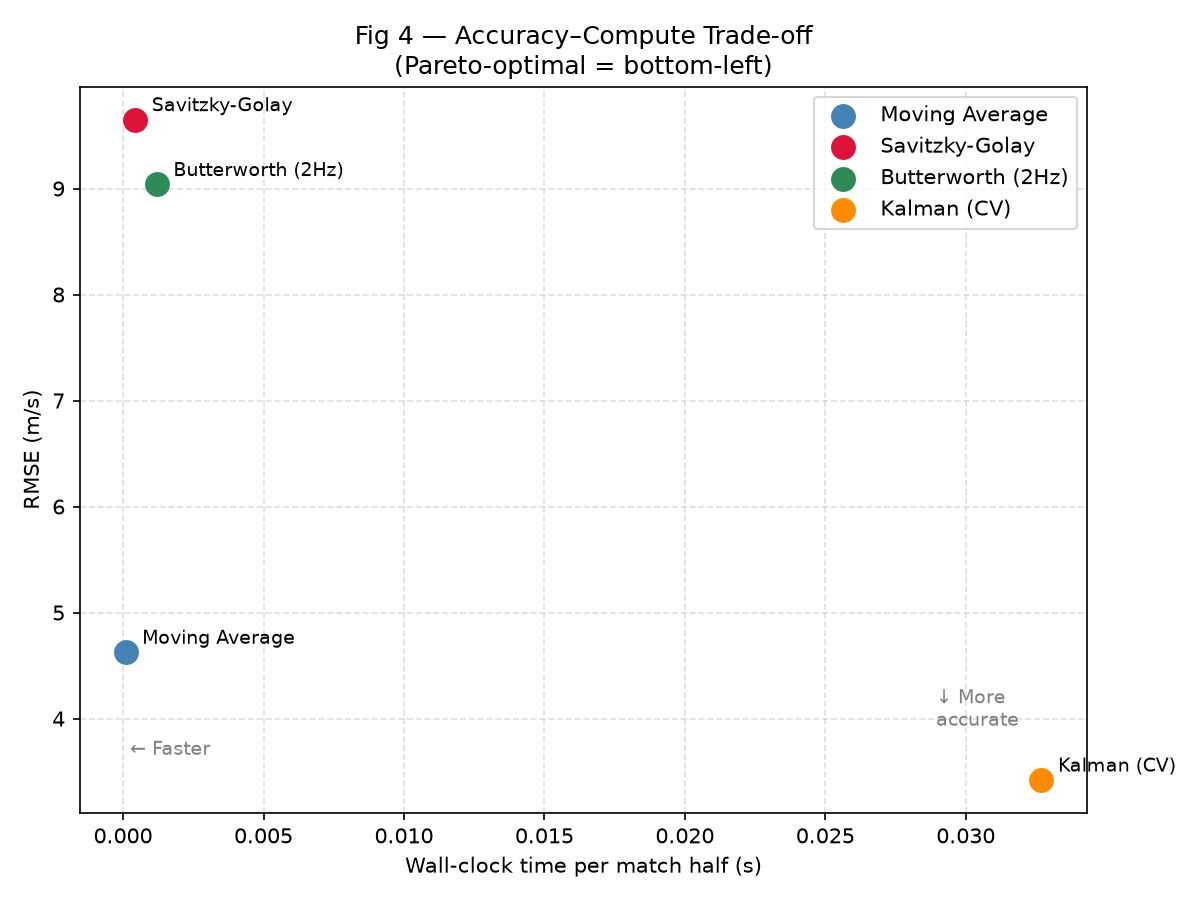 Fig 4 — Accuracy–Compute Trade-off
(Pareto-optimal = bottom-left)
Savitzky-Golay
Butterworth (2Hz)
Moving Average
Savitzky-Golay
Butterworth (2Hz)
Kalman (CV)
9
8
7
6
5
4
RMSE (m/s)
Moving Average
↓ More
accurate
← Faster
Kalman (CV)
0.000 0.005 0.010 0.015 0.020 0.025 0.030
Wall-clock time per match half (s)